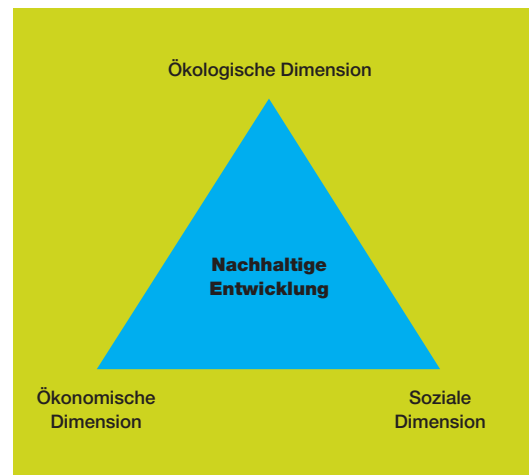 Ökologische Dimension
Nachhaltige
Entwicklung
Ökonomische
Dimension
Soziale
Dimension